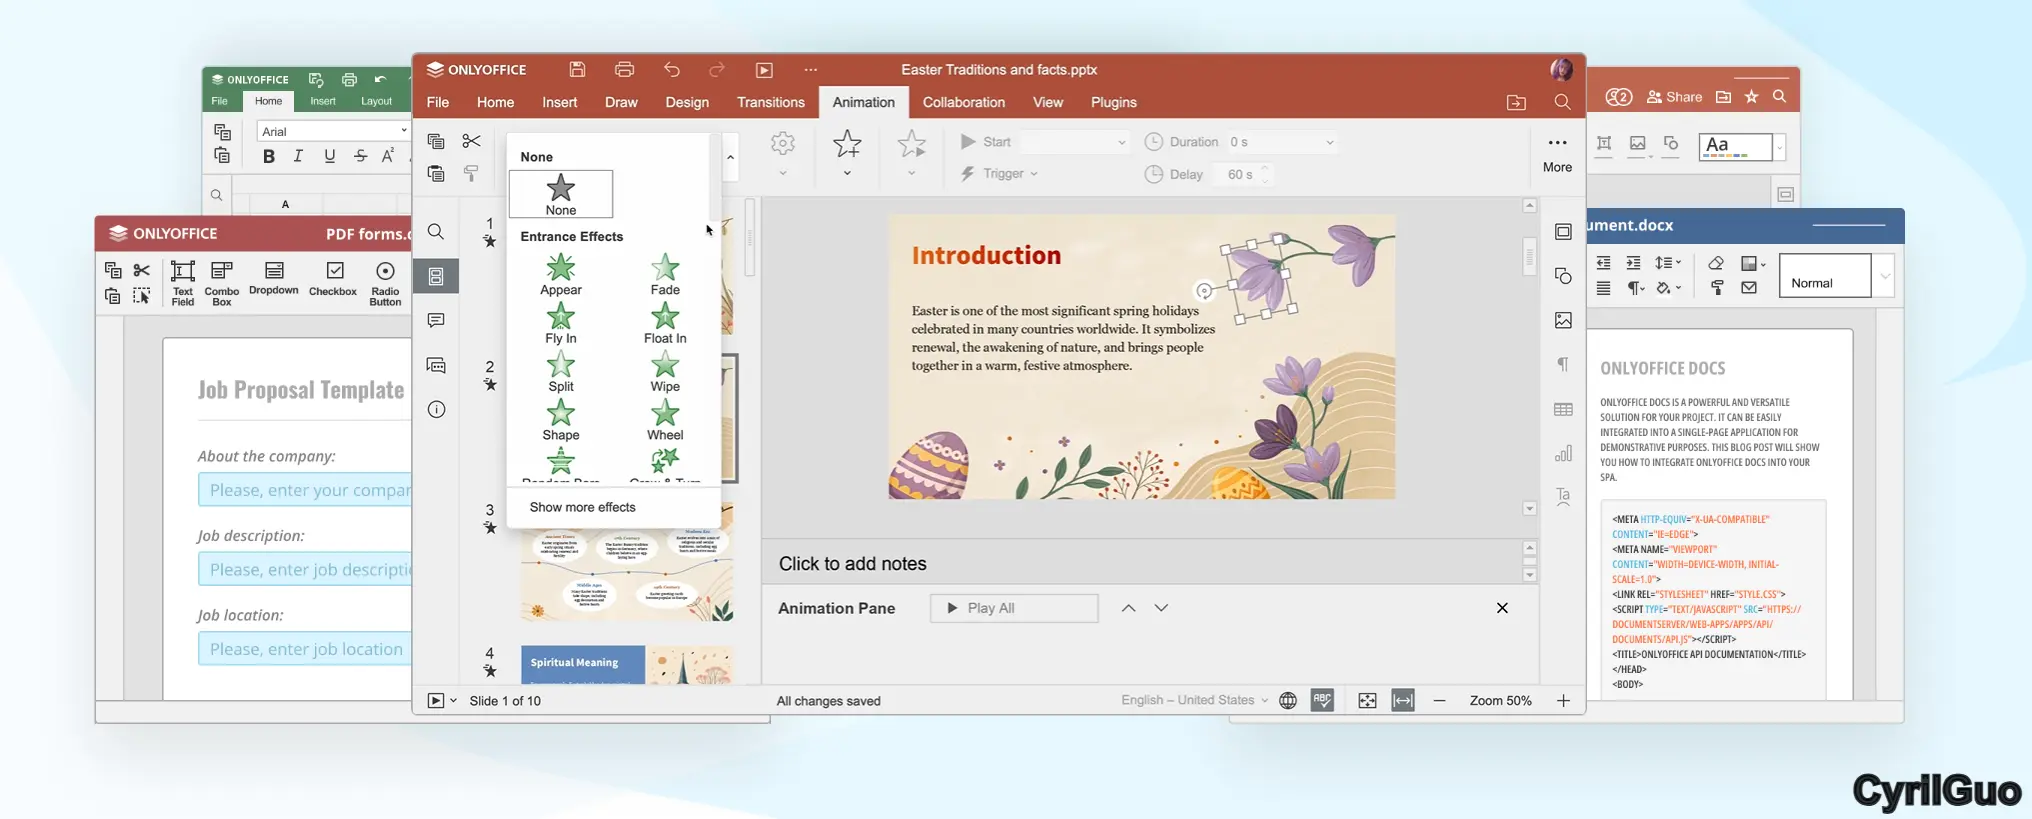 ONLYOFFICE
File Home Insert Layout
Arial
B I U S A
A
ONLYOFFICE
PDF forms.
Text Field
Combo Box
Dropdown
Checkbox
Radio Button
Job Proposal Template
About the company:
Please, enter your compar
Job description:
Please, enter job descripti
Job location:
Please, enter job location
ONLYOFFICE
Easter Traditions and facts.pptx
File Home Insert Draw Design Transitions Animation Collaboration View Plugins
None
None
Entrance Effects
Appear Fade
Fly In Float In
Split Wipe
Shape Wheel
Show more effects
Start
Trigger
Duration 0 s
Delay 60 s
More
1
2
3
4
Spiritual Meaning
Middle Ages
Introduction
Easter is one of the most significant spring holidays
celebrated in many countries worldwide. It symbolizes
renewal, the awakening of nature, and brings people
together in a warm, festive atmosphere.
Click to add notes
Animation Pane
Play All
Slide 1 of 10
All changes saved
English – United States
ABC
Zoom 50%
2 Share
Aa
ument.docx
Normal
ONLYOFFICE DOCS
ONLYOFFICE DOCS IS A POWERFUL AND VERSATILE
SOLUTION FOR YOUR PROJECT. IT CAN BE EASILY
INTEGRATED INTO A SINGLE-PAGE APPLICATION FOR
DEMONSTRATIVE PURPOSES. THIS BLOG POST WILL SHOW
YOU HOW TO INTEGRATE ONLYOFFICE DOCS INTO YOUR
SPA.
<META HTTP-EQUIV="X-UA-COMPATIBLE"
CONTENT="IE=EDGE">
<META NAME="VIEWPORT"
CONTENT="WIDTH=DEVICE-WIDTH, INITIAL-
SCALE=1.0">
<LINK REL="STYLESHEET" HREF="STYLE.CSS">
<SCRIPT TYPE="TEXT/JAVASCRIPT" SRC="HTTPS://
DOCUMENTSERVER/WEB-APPS/APPS/API/
DOCUMENTS/API.JS"></SCRIPT>
<TITLE>ONLYOFFICE API DOCUMENTATION</TITLE>
</HEAD>
<BODY>
CyrilGuo